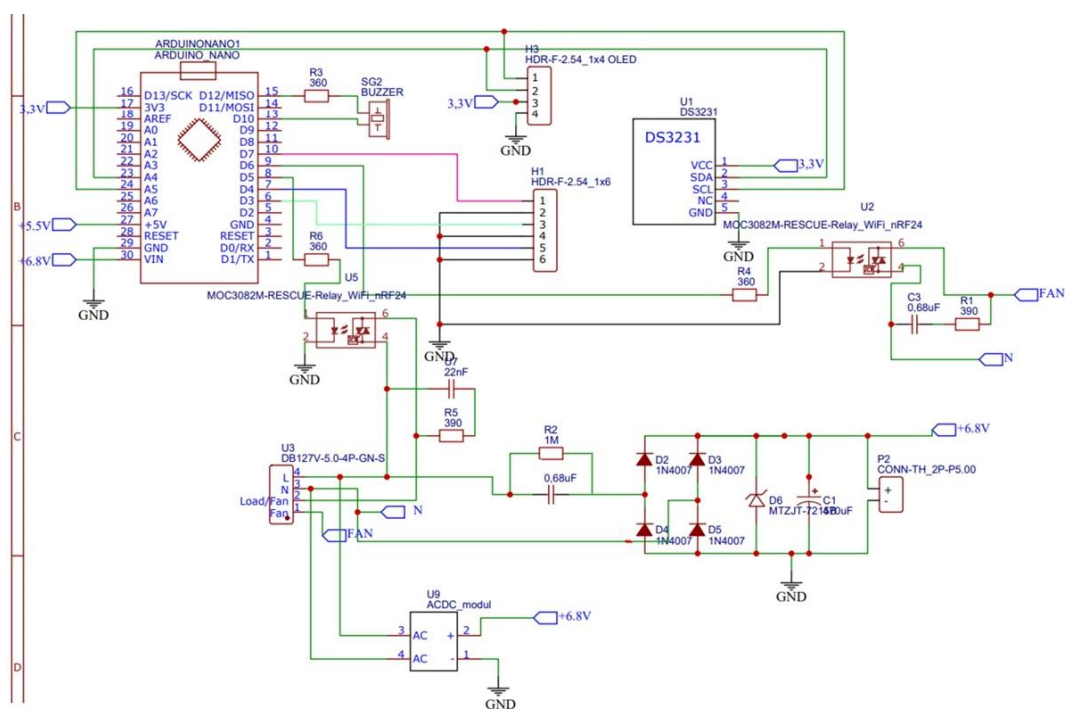 ARDUINONANO1
ARDUINO_NANO
16 D13/SCK D12/MISO 15
17 3V3 D11/MOSI 14
18 AREF D10 13
19 A0 D9 12
20 A1 D8 11
21 A2 D7 10
22 A3 D6 9
23 A4 D5 8
24 A5 D4 7
25 A6 D3 6
26 A7 D2 5
27 +5V GND 4
28 RESET RESET 3
29 GND D0/RX 2
30 VIN D1/TX 1
3,3V
+5.5V
+6.8V
GND
R3
360
SG2
BUZZER
H3
HDR-F-2.54_1x4 OLED
1
2
3
4
3,3V
GND
U1
DS3231
DS3231
VCC 1
SDA 2
SCL 3
NC 4
GND 5
3,3V
GND
H1
HDR-F-2.54_1x6
1
2
3
4
5
6
B
R6
360
U5
MOC3082M-RESCUE-Relay_WiFi_nRF24
1 6
2 4
GND
U2
MOC3082M-RESCUE-Relay_WiFi_nRF24
1 6
2 4
R4
360
C3
0,68uF
R1
390
FAN
N
GND
U7
22nF
R5
390
C
U3
DB127V-5.0-4P-GN-S
L 4
N 3
Load/Fan 2
Fan 1
N
FAN
R2
1M
0,68uF
D2
1N4007
D3
1N4007
D4
1N4007
D5
1N4007
D6
C1
+
+6.8V
P2
CONN-TH_2P-P5.00
+
-
GND
U9
ACDC_modul
3 AC + 2
4 AC - 1
+6.8V
GND
D